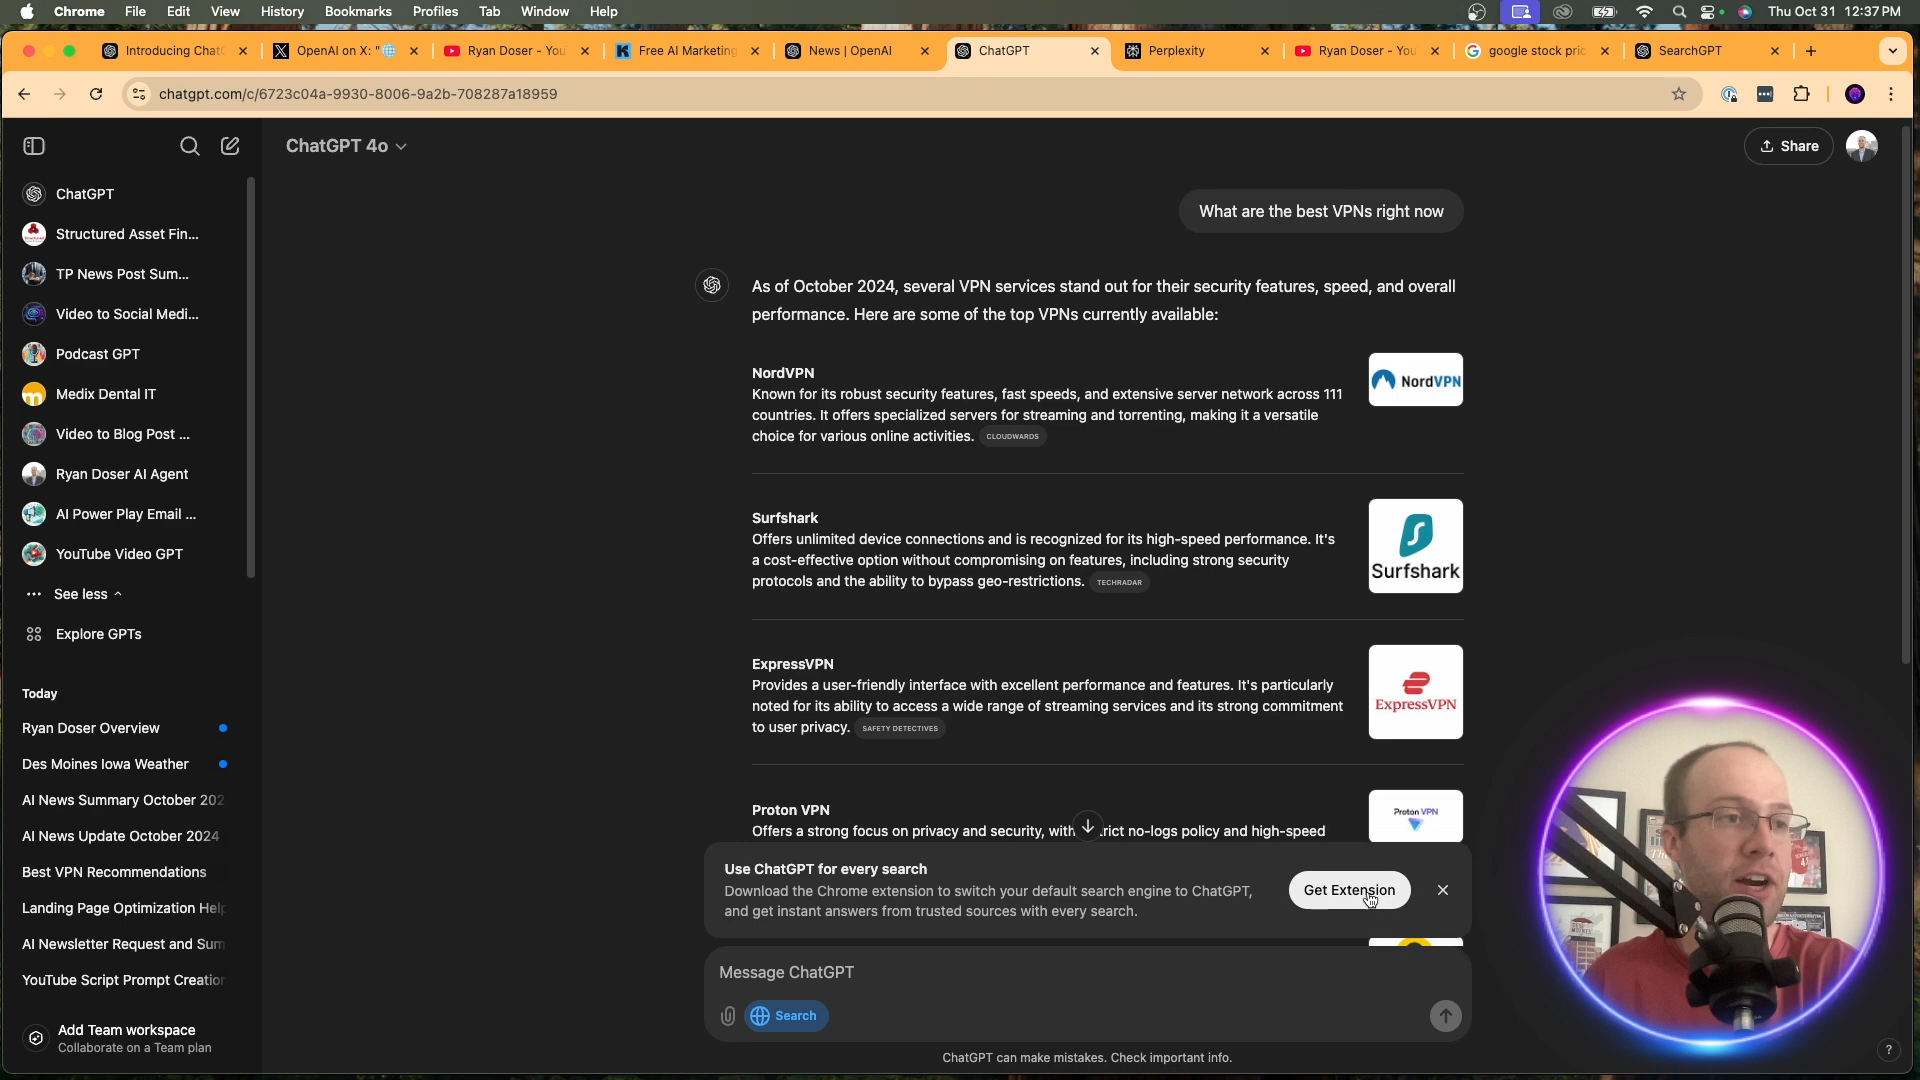 Chrome File Edit View History Bookmarks Profiles Tab Window Help Thu Oct 31 12:37 PM
Introducing ChatG OpenAI on X: " Ryan Doser - You Free AI Marketing News | OpenAI ChatGPT Perplexity Ryan Doser - You google stock pric SearchGPT
chatgpt.com/c/6723c04a-9930-8006-9a2b-708287a18959
ChatGPT 4o
Share
ChatGPT
Structured Asset Fin...
TP News Post Sum...
Video to Social Medi...
Podcast GPT
Medix Dental IT
Video to Blog Post ...
Ryan Doser AI Agent
AI Power Play Email ...
YouTube Video GPT
See less
Explore GPTs
Today
Ryan Doser Overview
Des Moines Iowa Weather
AI News Summary October 202
AI News Update October 2024
Best VPN Recommendations
Landing Page Optimization Help
AI Newsletter Request and Sum
YouTube Script Prompt Creation
Add Team workspace
Collaborate on a Team plan
What are the best VPNs right now
As of October 2024, several VPN services stand out for their security features, speed, and overall
performance. Here are some of the top VPNs currently available:
NordVPN
Known for its robust security features, fast speeds, and extensive server network across 111
countries. It offers specialized servers for streaming and torrenting, making it a versatile
choice for various online activities. CLOUDWARDS
NordVPN
Surfshark
Offers unlimited device connections and is recognized for its high-speed performance. It's
a cost-effective option without compromising on features, including strong security
protocols and the ability to bypass geo-restrictions. TECHRADAR
Surfshark
ExpressVPN
Provides a user-friendly interface with excellent performance and features. It's particularly
noted for its ability to access a wide range of streaming services and its strong commitment
to user privacy. SAFETY DETECTIVES
ExpressVPN
Proton VPN
Offers a strong focus on privacy and security, with rict no-logs policy and high-speed
Proton VPN
Use ChatGPT for every search
Download the Chrome extension to switch your default search engine to ChatGPT,
and get instant answers from trusted sources with every search.
Get Extension
Message ChatGPT
Search
ChatGPT can make mistakes. Check important info.
?